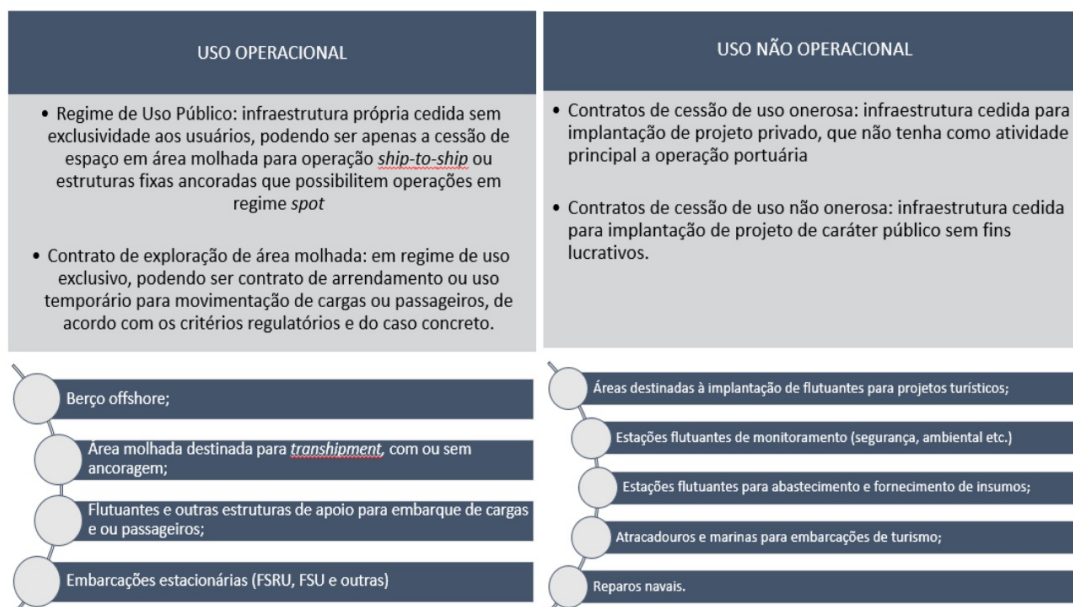 USO OPERACIONAL
• Regime de Uso Público: infraestrutura própria cedida sem
exclusividade aos usuários, podendo ser apenas a cessão de
espaço em área molhada para operação ship-to-ship ou
estruturas fixas ancoradas que possibilitem operações em
regime spot
• Contrato de exploração de área molhada: em regime de uso
exclusivo, podendo ser contrato de arrendamento ou uso
temporário para movimentação de cargas ou passageiros, de
acordo com os critérios regulatórios e do caso concreto.
Berço offshore;
Área molhada destinada para transhipment, com ou sem
ancoragem;
Flutuantes e outras estruturas de apoio para embarque de cargas
e ou passageiros;
Embarcações estacionárias (FSRU, FSU e outras)
USO NÃO OPERACIONAL
• Contratos de cessão de uso onerosa: infraestrutura cedida para
implantação de projeto privado, que não tenha como atividade
principal a operação portuária
• Contratos de cessão de uso não onerosa: infraestrutura cedida
para implantação de projeto de caráter público sem fins
lucrativos.
Áreas destinadas à implantação de flutuantes para projetos turísticos;
Estações flutuantes de monitoramento (segurança, ambiental etc.)
Estações flutuantes para abastecimento e fornecimento de insumos;
Atracadouros e marinas para embarcações de turismo;
Reparos navais.